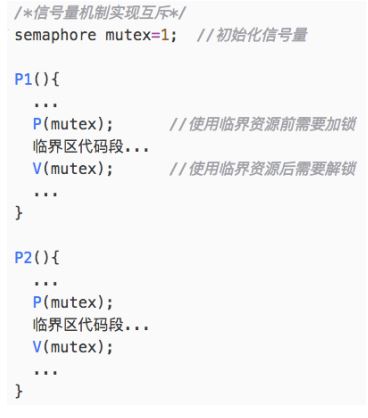 /*信号量机制实现互斥*/
semaphore mutex=1;  //初始化信号量
P1(){
...
P(mutex);  //使用临界资源前需要加锁
临界区代码段...
V(mutex);  //使用临界资源后需要解锁
...
}
P2(){
...
P(mutex);
临界区代码段...
V(mutex);
...
}